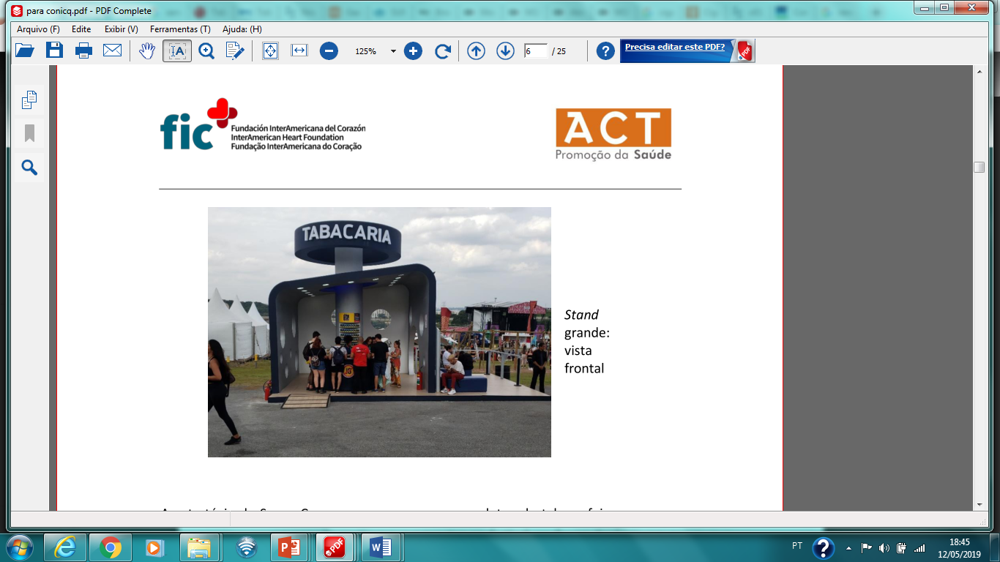 para conicq.pdf - PDF Complete
Arquivo (F) Edite Exibir (V) Ferramentas (T) Ajuda: (H)
125% 6 / 25 Precisa editar este PDF?
PDF
fic
Fundación InterAmericana del Corazón
InterAmerican Heart Foundation
Fundação InterAmericana do Coração
ACT
Promoção da Saúde
TABACARIA
Stand
grande:
vista
frontal
PT
18:45
12/05/2019